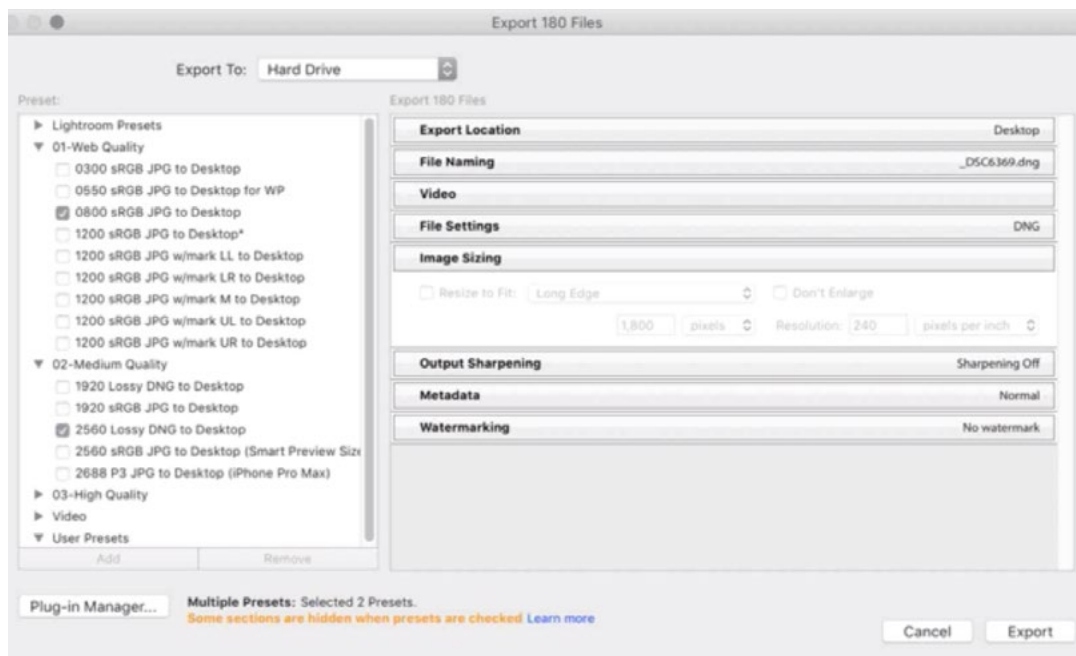 Export 180 Files
Export To: Hard Drive
Preset:
Lightroom Presets
01-Web Quality
0300 sRGB JPG to Desktop
0550 sRGB JPG to Desktop for WP
0800 sRGB JPG to Desktop
1200 sRGB JPG to Desktop*
1200 sRGB JPG w/mark LL to Desktop
1200 sRGB JPG w/mark LR to Desktop
1200 sRGB JPG w/mark M to Desktop
1200 sRGB JPG w/mark UL to Desktop
1200 sRGB JPG w/mark UR to Desktop
02-Medium Quality
1920 Lossy DNG to Desktop
1920 sRGB JPG to Desktop
2560 Lossy DNG to Desktop
2560 sRGB JPG to Desktop (Smart Preview Size
2688 P3 JPG to Desktop (iPhone Pro Max)
03-High Quality
Video
User Presets
Add Remove
Export 180 Files
Export Location Desktop
File Naming _DSC6369.dng
Video
File Settings DNG
Image Sizing
Resize to Fit: Long Edge Don't Enlarge
1,800 pixels Resolution: 240 pixels per inch
Output Sharpening Sharpening Off
Metadata Normal
Watermarking No watermark
Plug-in Manager...
Multiple Presets: Selected 2 Presets.
Some sections are hidden when presets are checked Learn more
Cancel Export